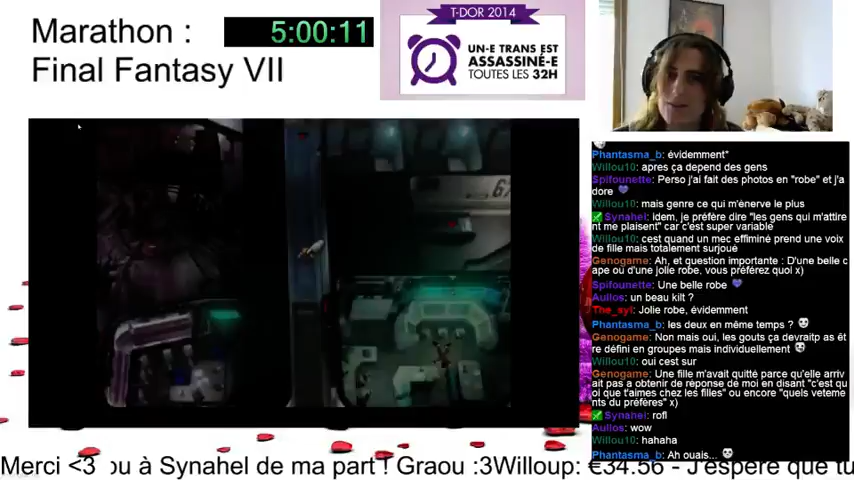 Marathon :
Final Fantasy VII
5:00:11
T-DOR 2014
UN-E TRANS EST
ASSASSINÉ-E
TOUTES LES 32H
Phantasma_b: évidemment*
Willou10: apres ça depend des gens
Spifounette: Perso j'ai fait des photos en "robe" et j'a
dore
Willou10: mais genre ce qui m'énerve le plus
Synahel: idem, je préfère dire "les gens qui m'attire
nt me plaisent" car c'est super variable
Willou10: cest quand un mec effiminé prend une voix
de fille mais totalement surjoué
Genogame: Ah, et question importante : D'une belle c
ape ou d'une jolie robe, vous préférez quoi x)
Spifounette: Une belle robe
Aulios: un beau kilt ?
The_syl: Jolie robe, évidemment
Phantasma_b: les deux en même temps ?
Genogame: Non mais oui, les gouts ça devraitp as êt
re défini en groupes mais individuellement
Willou10: oui cest sur
Genogame: Une fille m'avait quitté parce qu'elle arriv
ait pas a obtenir de réponse de moi en disant "c'est qu
oi que t'aimes chez les filles" ou encore "quels veteme
nts du préfères" x)
Synahel: rofl
Aulios: wow
Willou10: hahaha
Phantasma_b: Ah ouais...
Merci <3 ou à Synahel de ma part ! Graou :3Willoup: €34.56 - J'espère que tu